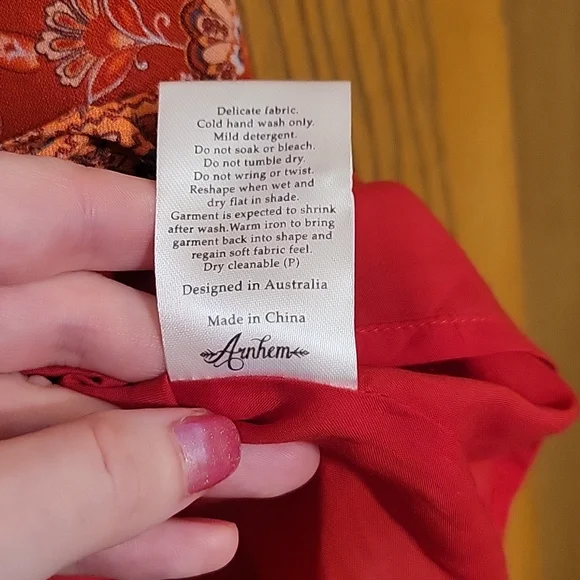 Delicate fabric.
Cold hand wash only.
Mild detergent.
Do not soak or bleach.
Do not tumble dry.
Do not wring or twist.
Reshape when wet and
dry flat in shade.
Garment is expected to shrink
after wash.Warm iron to bring
garment back into shape and
regain soft fabric feel.
Dry cleanable (P)
Designed in Australia
Made in China
Arnhem